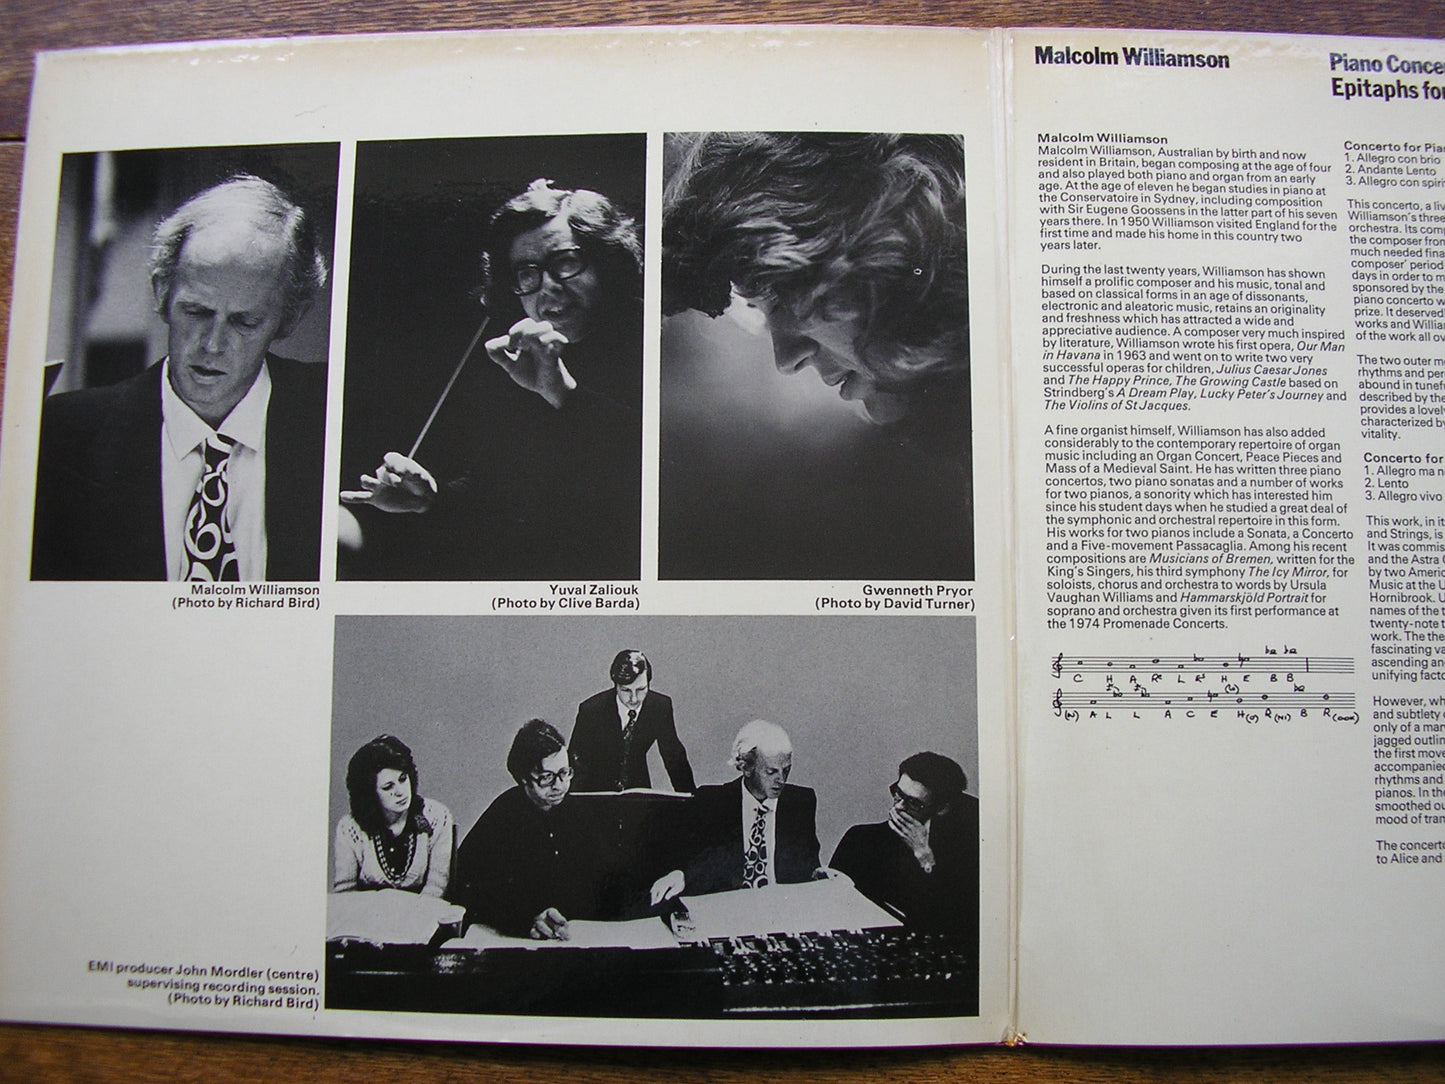 Malcolm Williamson
(Photo by Richard Bird)
Yuval Zaliouk
(Photo by Clive Barda)
Gwenneth Pryor
(Photo by David Turner)
EMI producer John Mordler (centre)
supervising recording session.
(Photo by Richard Bird)
Malcolm Williamson
Malcolm Williamson
Malcolm Williamson, Australian by birth and now
resident in Britain, began composing at the age of four
and also played both piano and organ from an early
age. At the age of eleven he began studies in piano at
the Conservatoire in Sydney, including composition
with Sir Eugene Goossens in the latter part of his seven
years there. In 1950 Williamson visited England for the
first time and made his home in this country two
years later.
During the last twenty years, Williamson has shown
himself a prolific composer and his music, tonal and
based on classical forms in an age of dissonants,
electronic and aleatoric music, retains an originality
and freshness which has attracted a wide and
appreciative audience. A composer very much inspired
by literature, Williamson wrote his first opera, Our Man
in Havana in 1963 and went on to write two very
successful operas for children, Julius Caesar Jones
and The Happy Prince, The Growing Castle based on
Strindberg's A Dream Play, Lucky Peter's Journey and
The Violins of St Jacques.
A fine organist himself, Williamson has also added
considerably to the contemporary repertoire of organ
music including an Organ Concert, Peace Pieces and
Mass of a Medieval Saint. He has written three piano
concertos, two piano sonatas and a number of works
for two pianos, a sonority which has interested him
since his student days when he studied a great deal of
the symphonic and orchestral repertoire in this form.
His works for two pianos include a Sonata, a Concerto
and a Five-movement Passacaglia. Among his recent
compositions are Musicians of Bremen, written for the
King's Singers, his third symphony The Icy Mirror, for
soloists, chorus and orchestra to words by Ursula
Vaughan Williams and Hammarskjöld Portrait for
soprano and orchestra given its first performance at
the 1974 Promenade Concerts.
C H A Re L Re H E B B
(N) A L L A C E H(O) R(NI) B R(OOK)
Piano Conce
Epitaphs for
Concerto for Pian
1. Allegro con brio
2. Andante Lento
3. Allegro con spirit
This concerto, a liv
Williamson's three
orchestra. Its comp
the composer from
much needed fina
composer' period
days in order to m
sponsored by the
piano concerto w
prize. It deserved
works and Willia
of the work all ov
The two outer m
rhythms and per
abound in tunef
described by the
provides a lovel
characterized by
vitality.
Concerto for
1. Allegro ma n
2. Lento
3. Allegro vivo
This work, in it
and Strings, is
It was commis
and the Astra
by two Americ
Music at the U
Hornibrook. U
names of the t
twenty-note t
work. The the
fascinating va
ascending an
unifying facto
However, wh
and subtlety
only of a man
jagged outlin
the first move
accompanied
rhythms and
pianos. In the
smoothed ou
mood of tran
The concerto
to Alice and